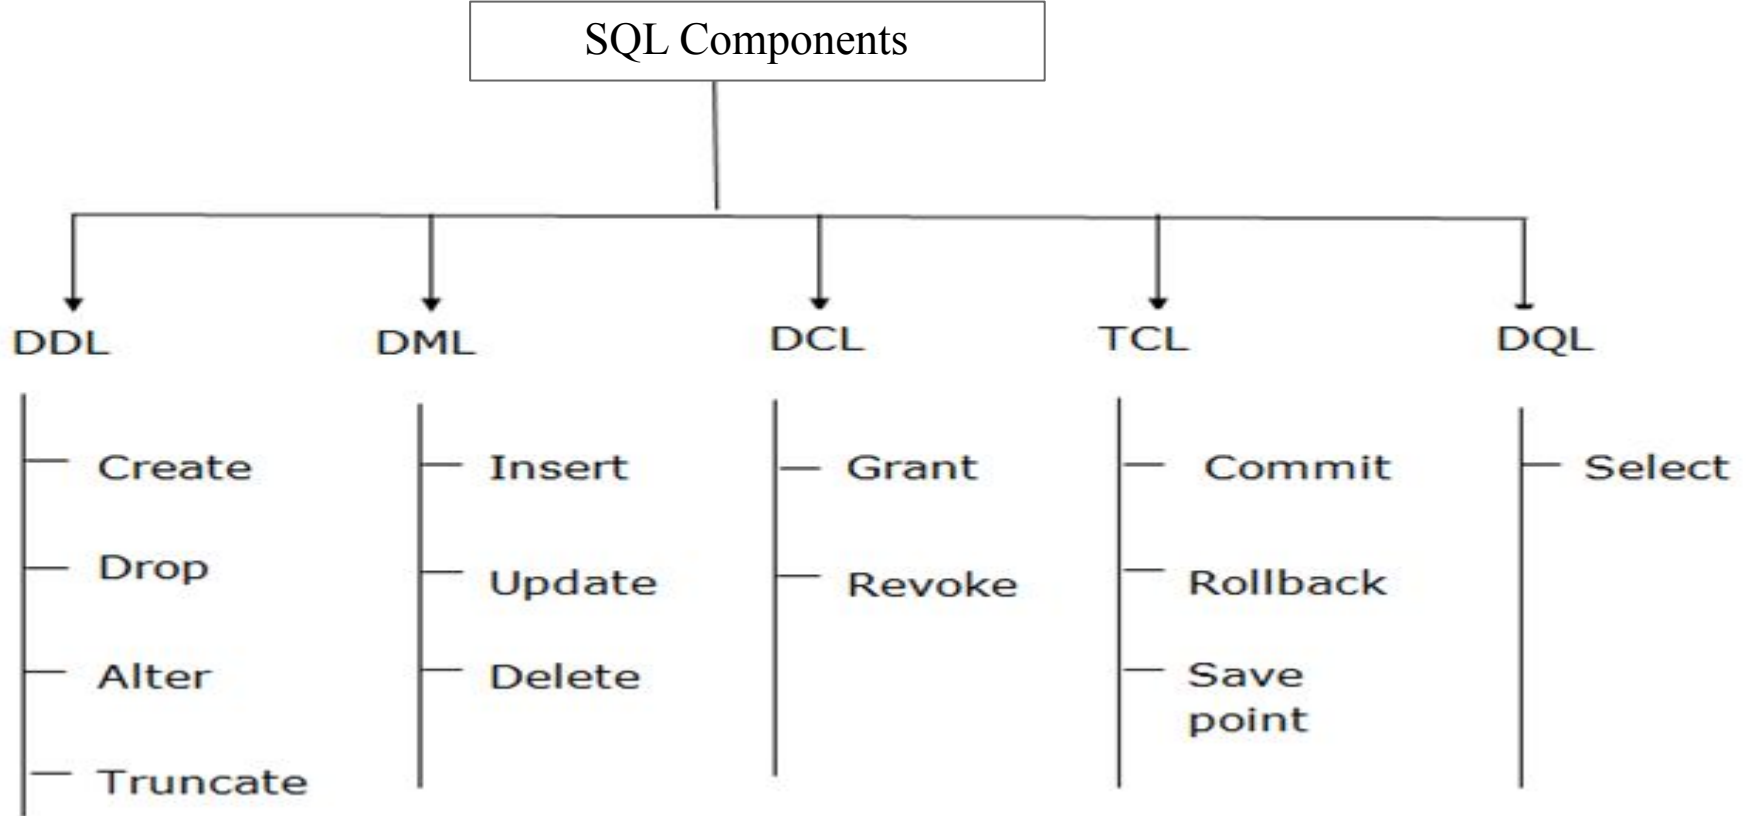 SQL Components
DDL
DML
DCL
TCL
DQL
Create
Drop
Alter
Truncate
Insert
Update
Delete
Grant
Revoke
Commit
Rollback
Save
point
Select